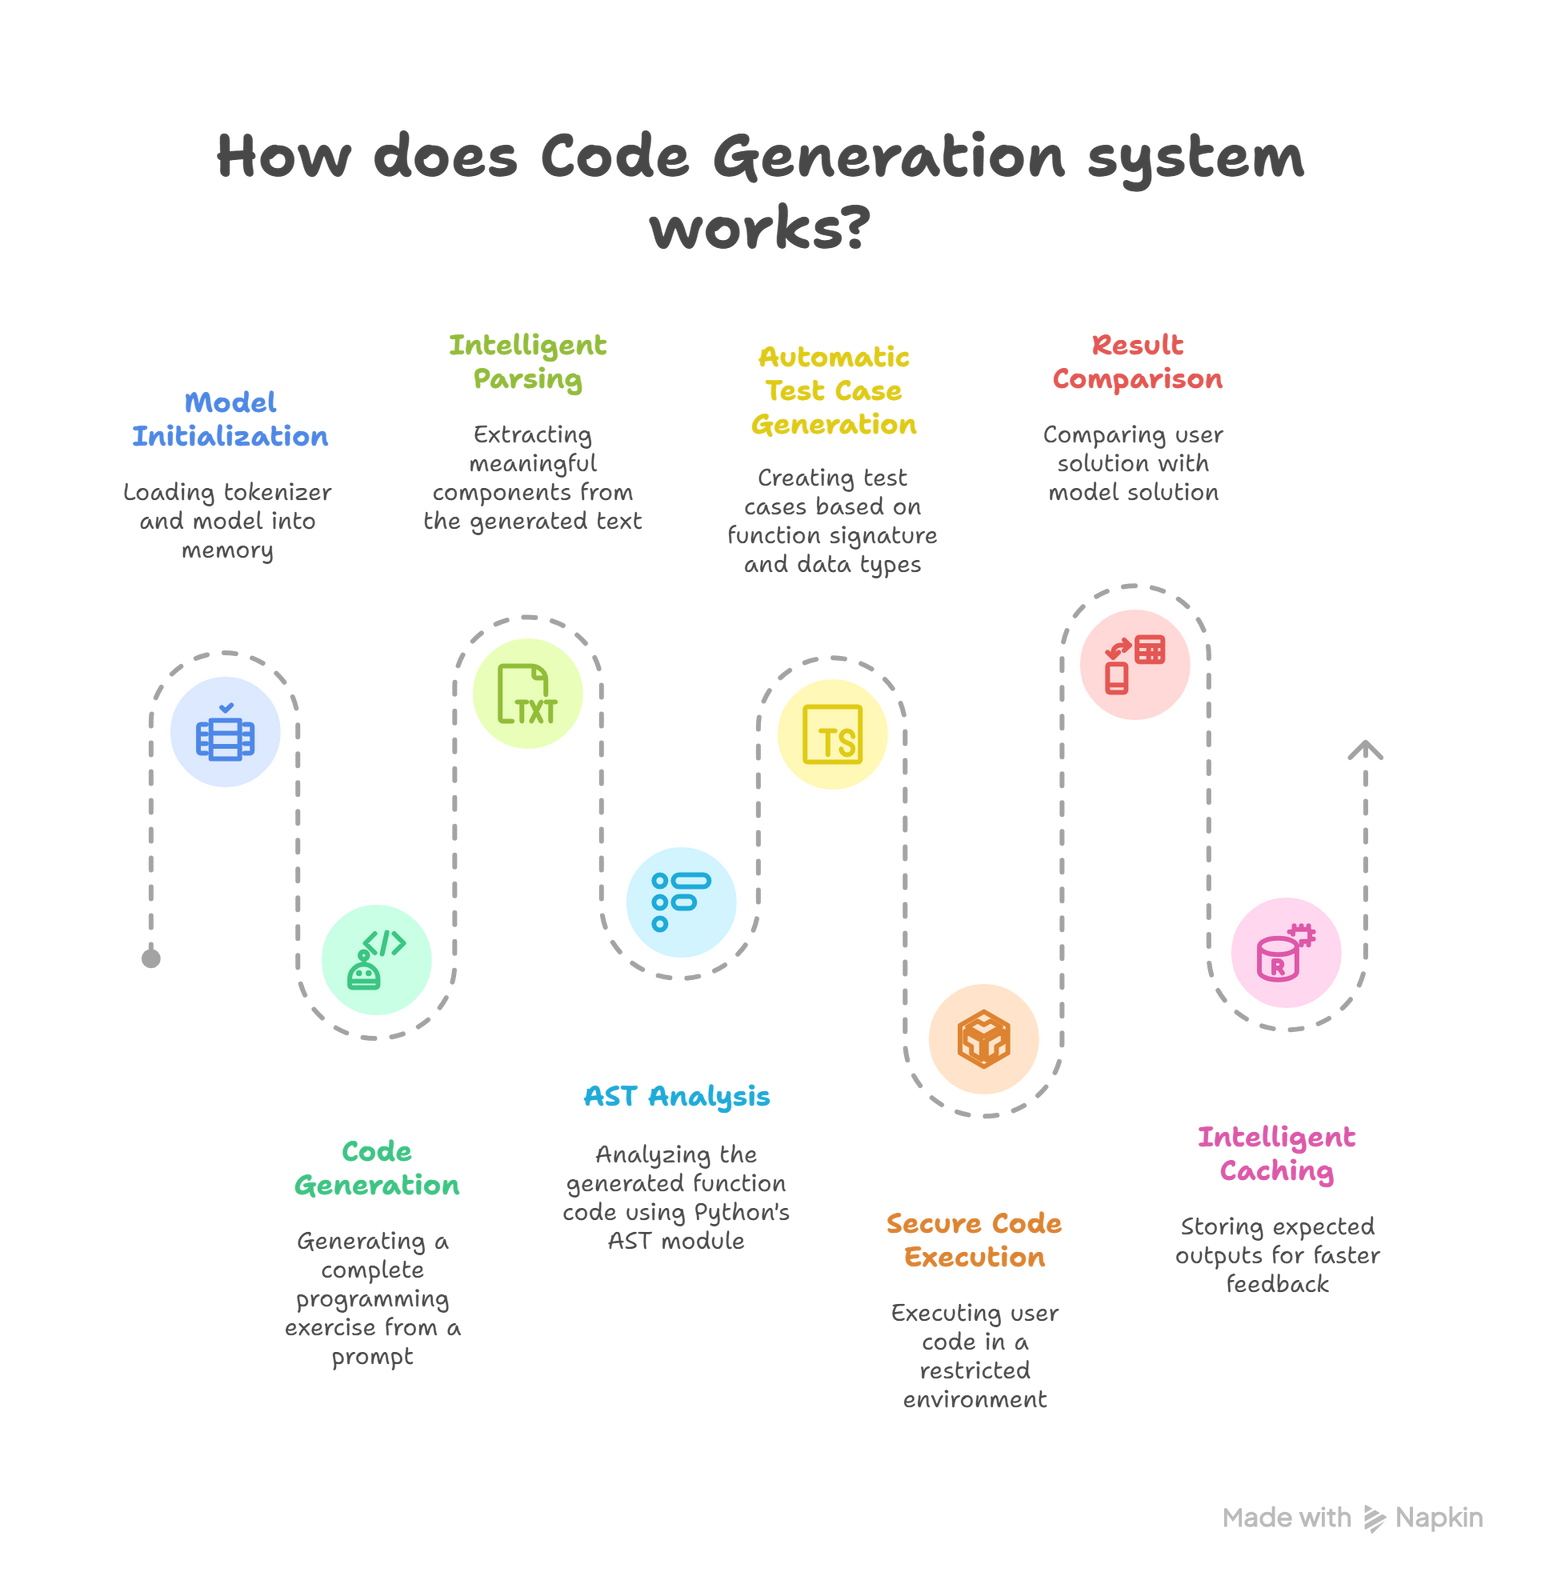 How does Code Generation system
works?
Model
Initialization
Loading tokenizer
and model into
memory
Code
Generation
Generating a
complete
programming
exercise from a
prompt
Intelligent
Parsing
Extracting
meaningful
components from
the generated text
TXT
AST Analysis
Analyzing the
generated function
code using Python's
AST module
Automatic
Test Case
Generation
Creating test
cases based on
function signature
and data types
TS
Secure Code
Execution
Executing user
code in a
restricted
environment
Result
Comparison
Comparing user
solution with
model solution
Intelligent
Caching
Storing expected
outputs for faster
feedback
R
Made with Napkin